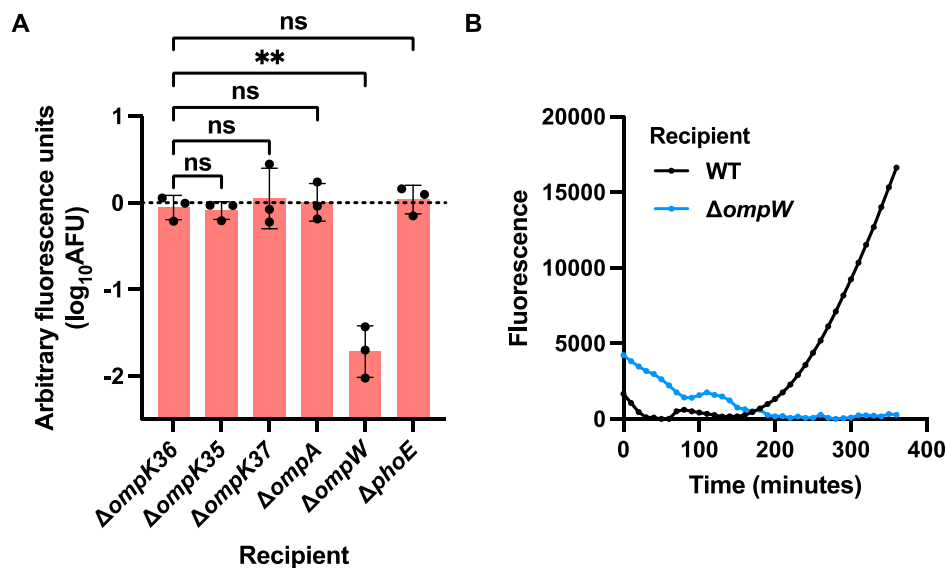 A
ns
**
ns
ns
ns
Arbitrary fluorescence units
(log₁₀AFU)
1
0
-1
-2
ΔompK36
ΔompK35
ΔompK37
ΔompA
ΔompW
ΔphoE
Recipient
B
Fluorescence
20000
15000
10000
5000
0
Recipient
WT
ΔompW
0
100
200
300
400
Time (minutes)